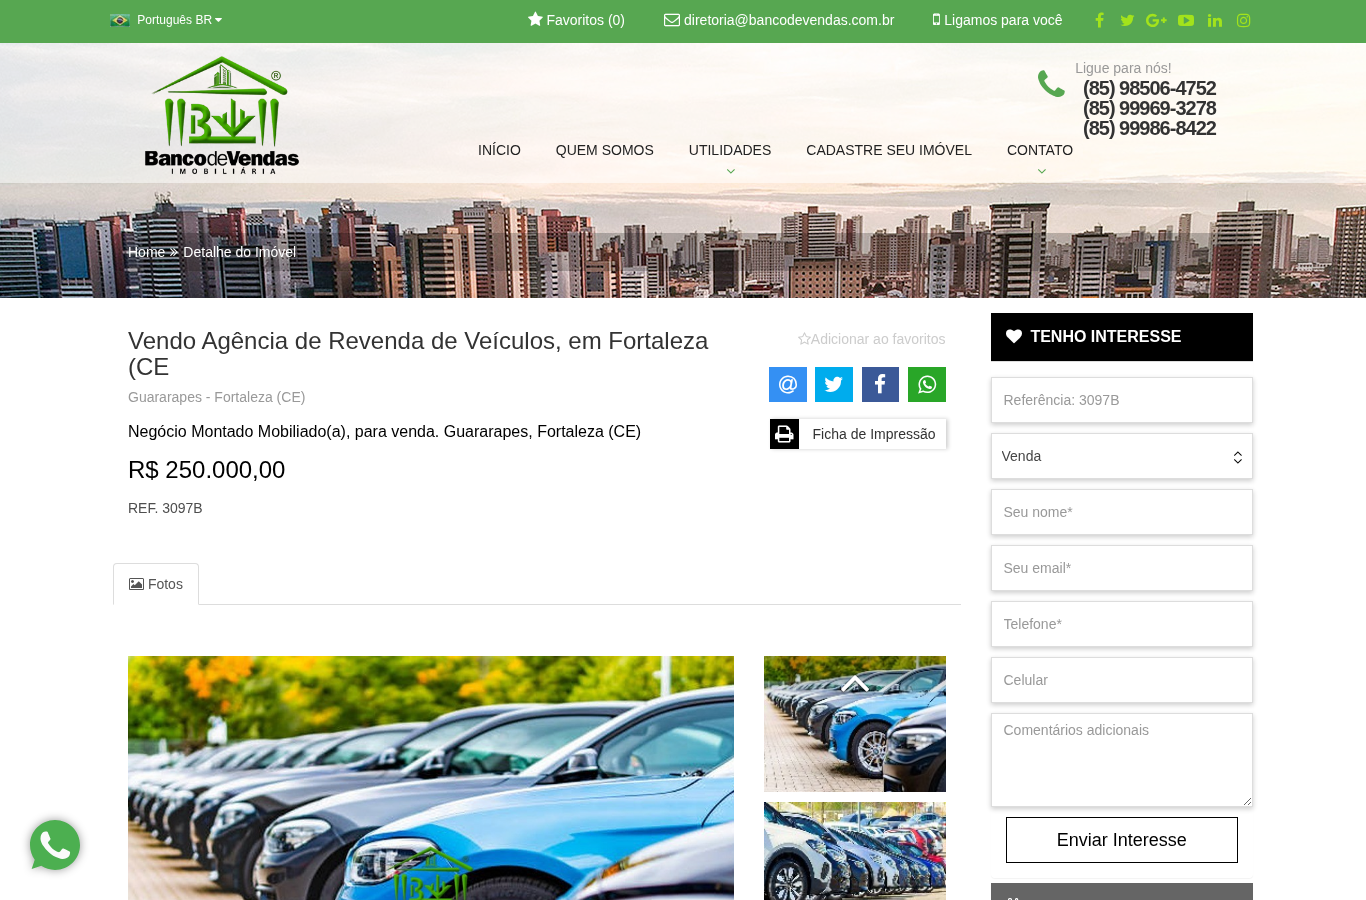 Português BR
Favoritos (0)
diretoria@bancodevendas.com.br
Ligamos para você
BV
®
BancodeVendas
IMOBILIÁRIA
Ligue para nós!
(85) 98506-4752
(85) 99969-3278
(85) 99986-8422
INÍCIO
QUEM SOMOS
UTILIDADES
CADASTRE SEU IMÓVEL
CONTATO
Home » Detalhe do Imóvel
Vendo Agência de Revenda de Veículos, em Fortaleza
(CE
Guararapes - Fortaleza (CE)
Negócio Montado Mobiliado(a), para venda. Guararapes, Fortaleza (CE)
R$ 250.000,00
REF. 3097B
Adicionar ao favoritos
Ficha de Impressão
Fotos
TENHO INTERESSE
Referência: 3097B
Venda
Seu nome*
Seu email*
Telefone*
Celular
Comentários adicionais
Enviar Interesse